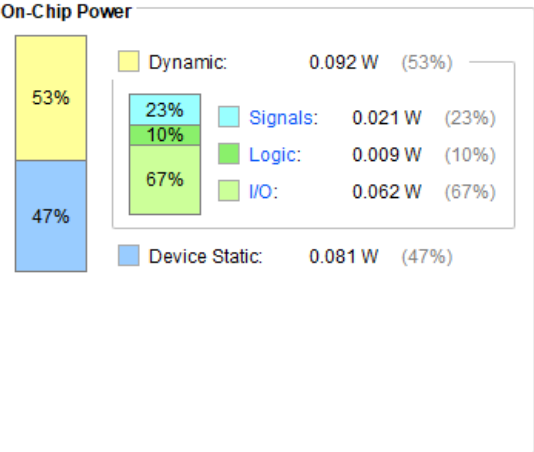 On-Chip Power
53%
47%
Dynamic: 0.092 W (53%)
23%
10%
67%
Signals: 0.021 W (23%)
Logic: 0.009 W (10%)
I/O: 0.062 W (67%)
Device Static: 0.081 W (47%)